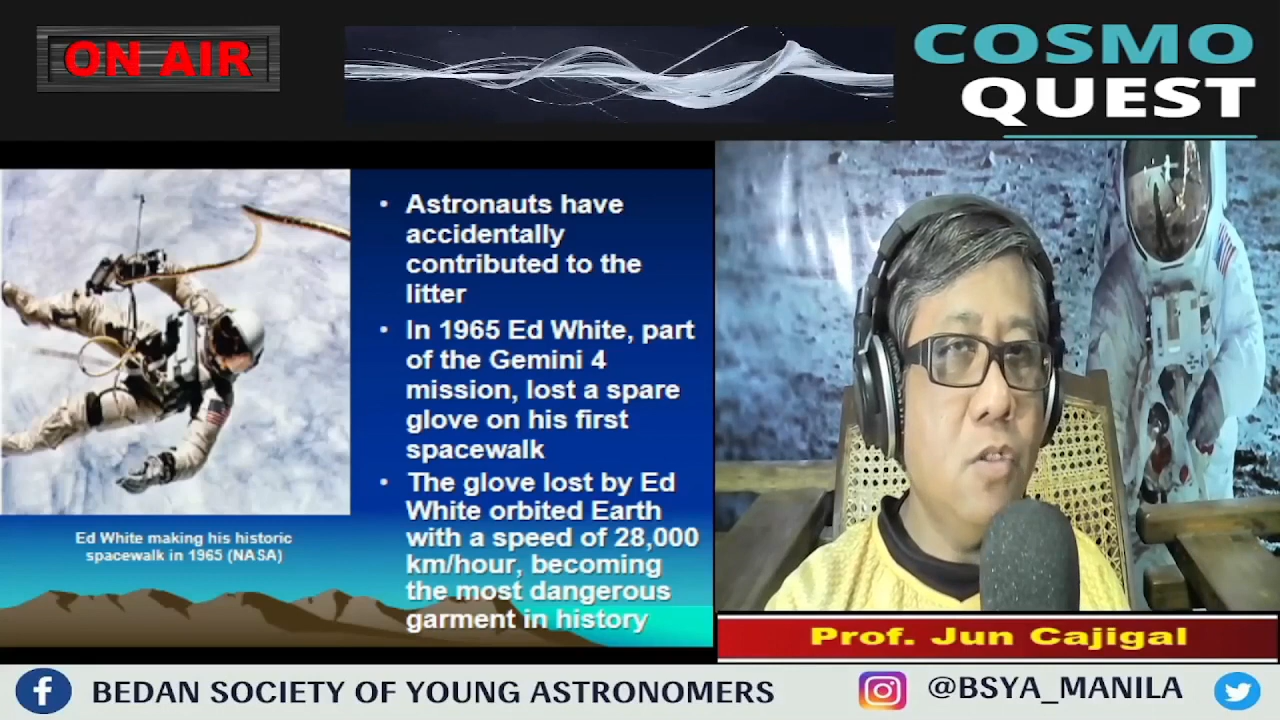 ON AIR
COSMO
QUEST
• Astronauts have
accidentally
contributed to the
litter
• In 1965 Ed White, part
of the Gemini 4
mission, lost a spare
glove on his first
spacewalk
• The glove lost by Ed
White orbited Earth
with a speed of 28,000
km/hour, becoming
the most dangerous
garment in history
Ed White making his historic
spacewalk in 1965 (NASA)
Prof. Jun Cajigal
BEDAN SOCIETY OF YOUNG ASTRONOMERS
@BSYA_MANILA